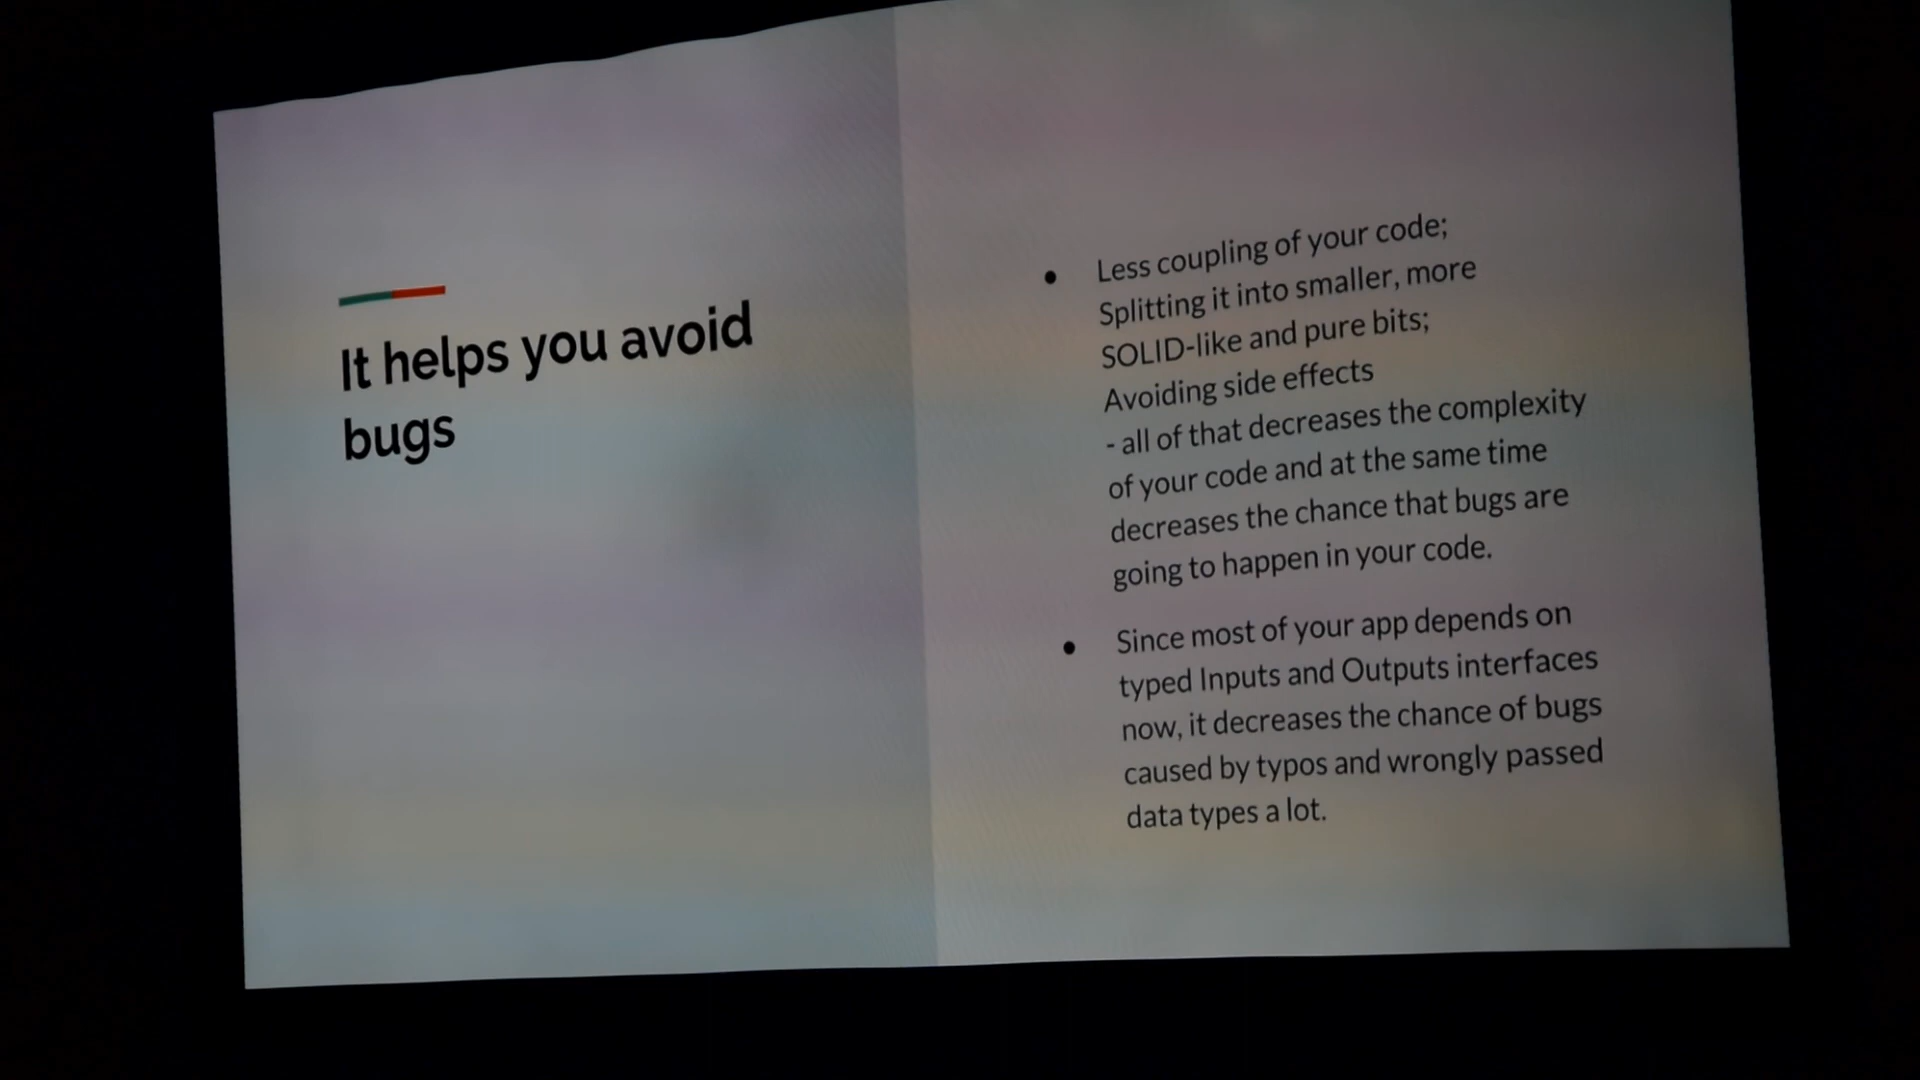 It helps you avoid
bugs
Less coupling of your code;
Splitting it into smaller, more
SOLID-like and pure bits;
Avoiding side effects
- all of that decreases the complexity
of your code and at the same time
decreases the chance that bugs are
going to happen in your code.
Since most of your app depends on
typed Inputs and Outputs interfaces
now, it decreases the chance of bugs
caused by typos and wrongly passed
data types a lot.